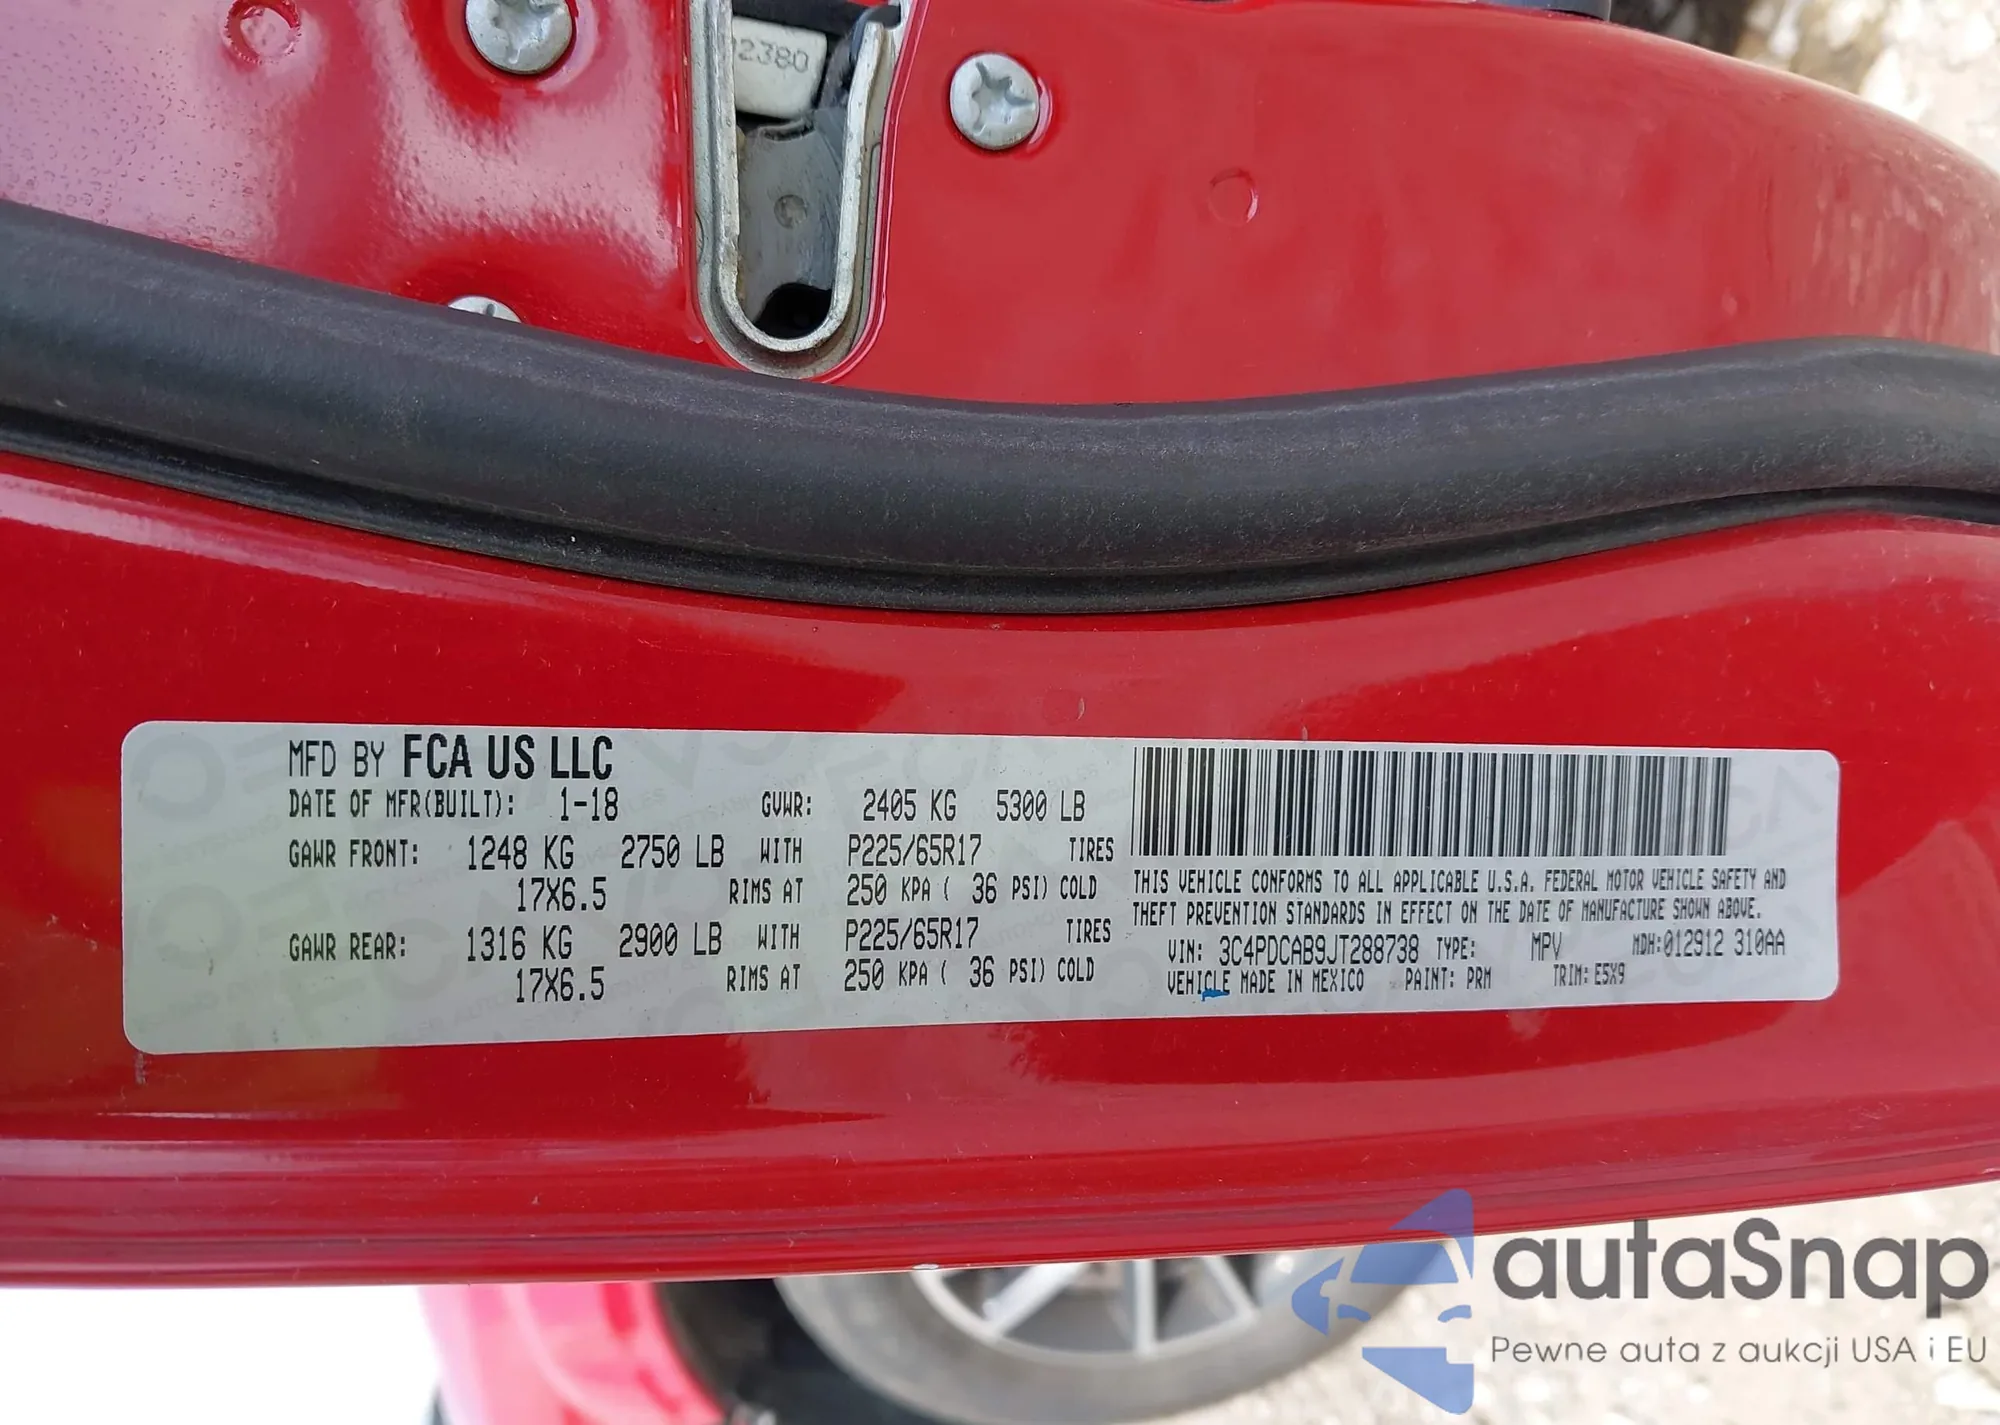 2380
MFD BY FCA US LLC
DATE OF MFR(BUILT): 1-18 GVWR: 2405 KG 5300 LB
GAWR FRONT: 1248 KG 2750 LB WITH P225/65R17 TIRES
17X6.5 RIMS AT 250 KPA ( 36 PSI) COLD
GAWR REAR: 1316 KG 2900 LB WITH P225/65R17 TIRES
17X6.5 RIMS AT 250 KPA ( 36 PSI) COLD
THIS VEHICLE CONFORMS TO ALL APPLICABLE U.S.A. FEDERAL MOTOR VEHICLE SAFETY AND
THEFT PREVENTION STANDARDS IN EFFECT ON THE DATE OF MANUFACTURE SHOWN ABOVE.
VIN: 3C4PDCAB9JT288738 TYPE: MPV MDH:012912 310AA
VEHICLE MADE IN MEXICO PAINT: PRM TRIM: E5X9
autaSnap
Pewne auta z aukcji USA i EU